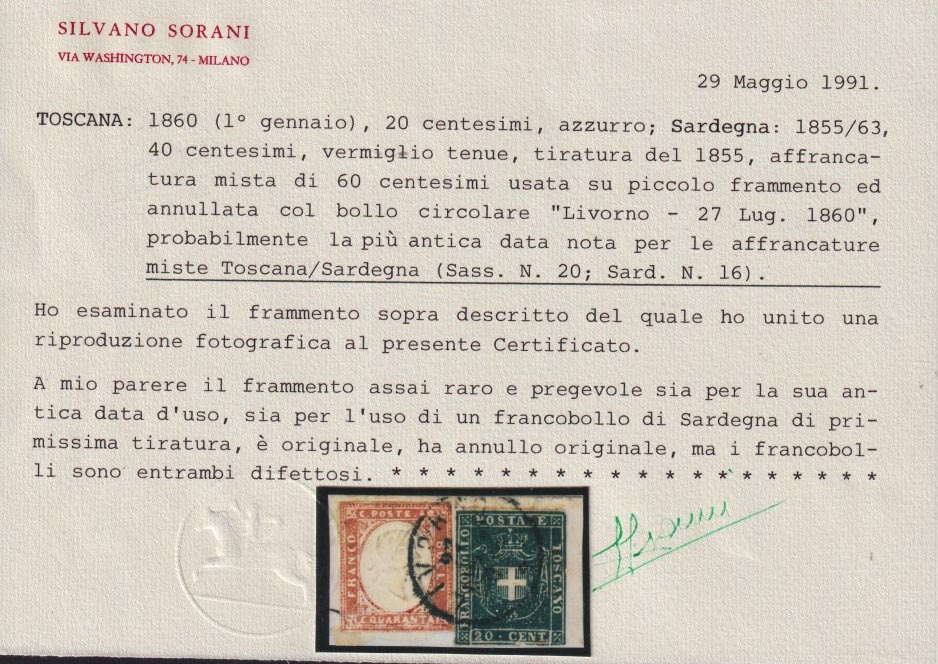 SILVANO SORANI
VIA WASHINGTON, 74 - MILANO
29 Maggio 1991.
TOSCANA: 1860 (1° gennaio), 20 centesimi, azzurro; Sardegna: 1855/63,
40 centesimi, vermiglio tenue, tiratura del 1855, affranca-
tura mista di 60 centesimi usata su piccolo frammento ed
annullata col bollo circolare "Livorno - 27 Lug. 1860",
probabilmente la più antica data nota per le affrancature
miste Toscana/Sardegna (Sass. N. 20; Sard. N. 16).
Ho esaminato il frammento sopra descritto del quale ho unito una
riproduzione fotografica al presente Certificato.
A mio parere il frammento assai raro e pregevole sia per la sua an-
tica data d'uso, sia per l'uso di un francobollo di Sardegna di pri-
missima tiratura, è originale, ha annullo originale, ma i francobol-
li sono entrambi difettosi. * * * * * * * * * * * * * * * * * *
C. POSTE
FRANCO
QUARANTA
POSTALE
FRANCOBOLLO
TOSCANO
20 CENT